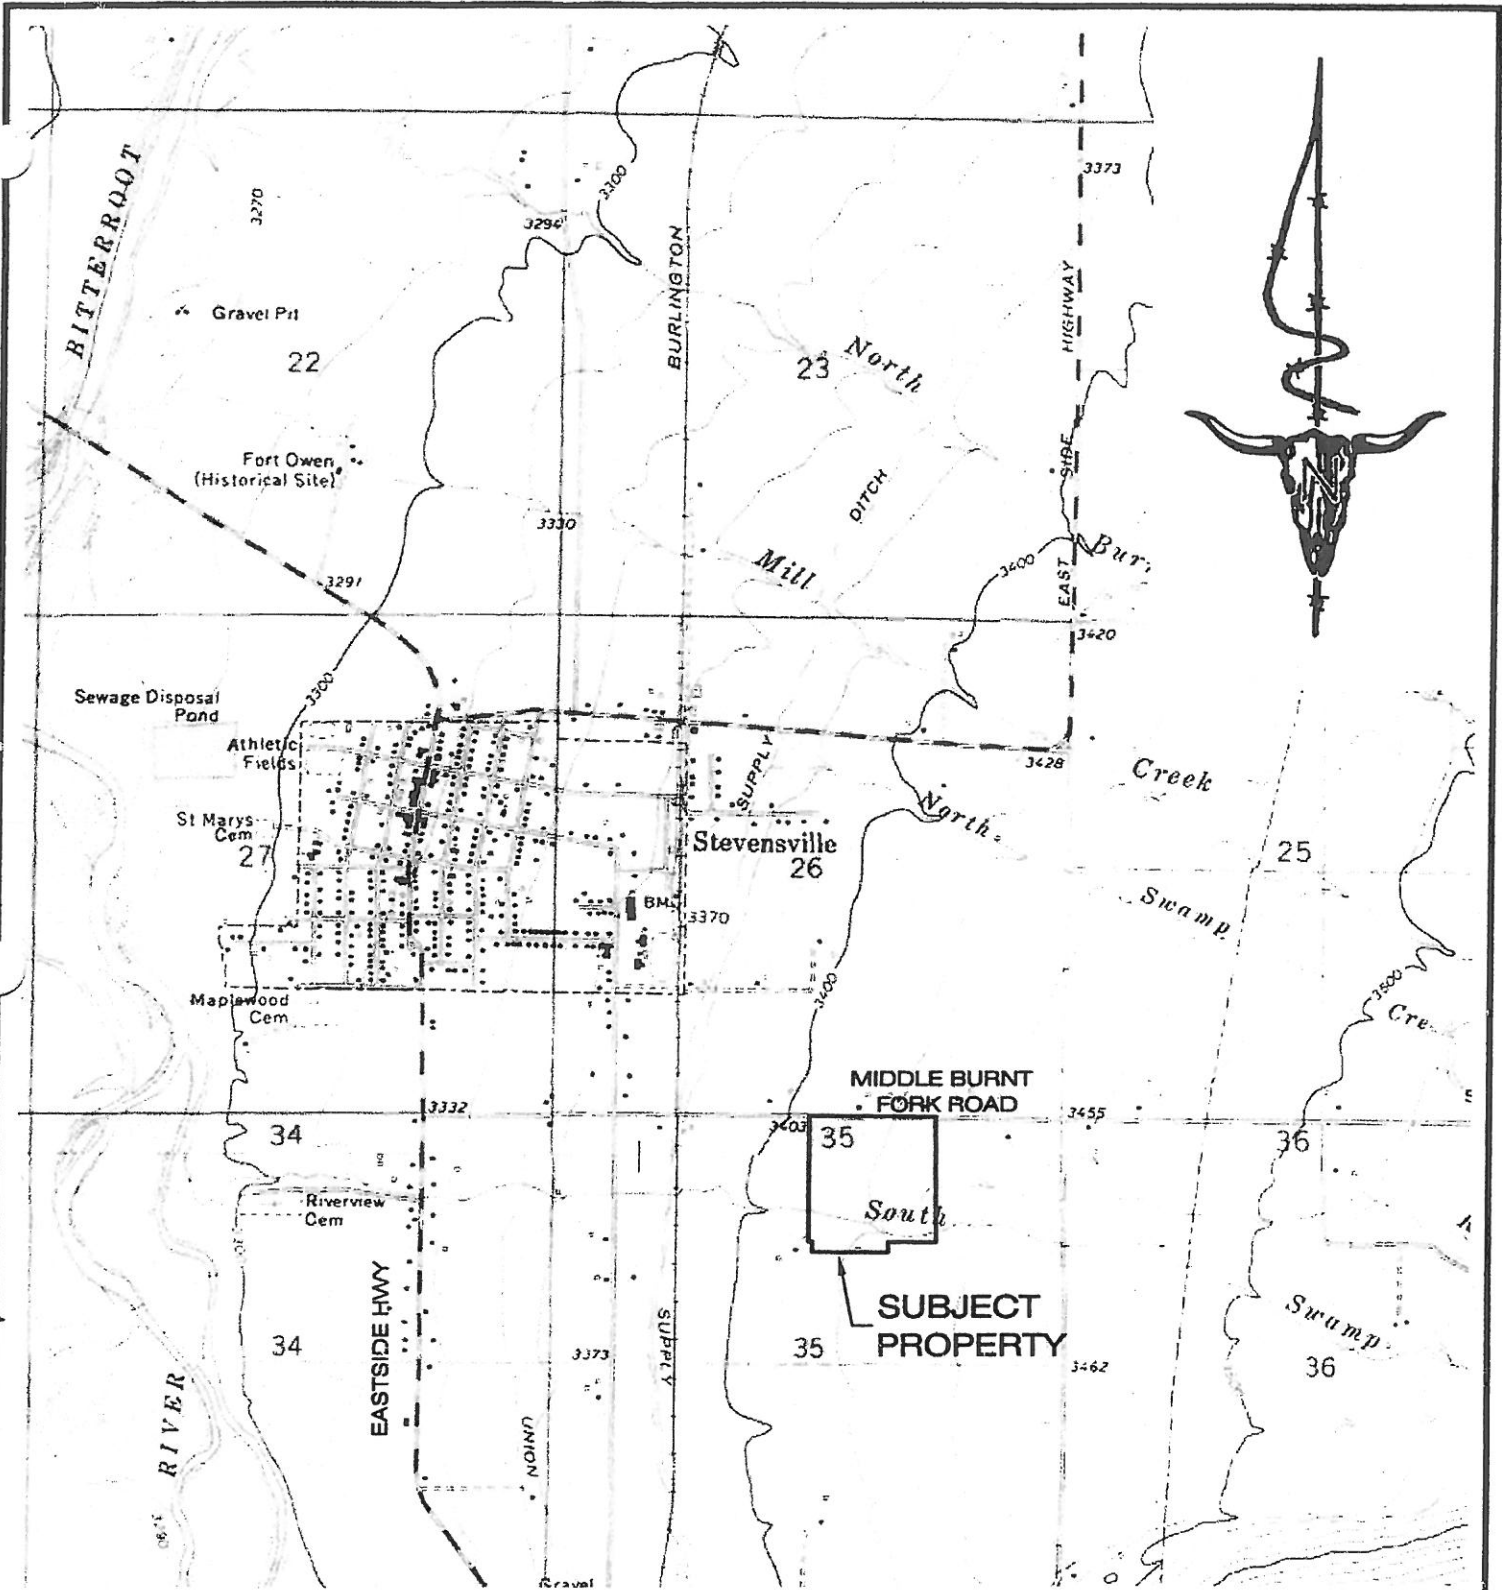 BITTERROOT
3270
3294
3300
BURLINGTON
3373
Gravel Pit
22
23
North
HIGHWAY
SIDE
EAST
Fort Owen
(Historical Site)
3330
DITCH
Mill
3400
3291
3420
N
3300
Sewage Disposal
Pond
Athletic
Fields
SUPPLY
3428
Creek
North
St Marys
Cem
27
Stevensville
26
25
Swamp
BM
3370
3400
3500
Maplewood
Cem
MIDDLE BURNT
FORK ROAD
3332
3403
35
3455
34
36
Riverview
Cem
South
SUBJECT
PROPERTY
EASTSIDE HWY
SUPPLY
Swamp
34
3373
35
3462
36
RIVER
UNION
Gravel